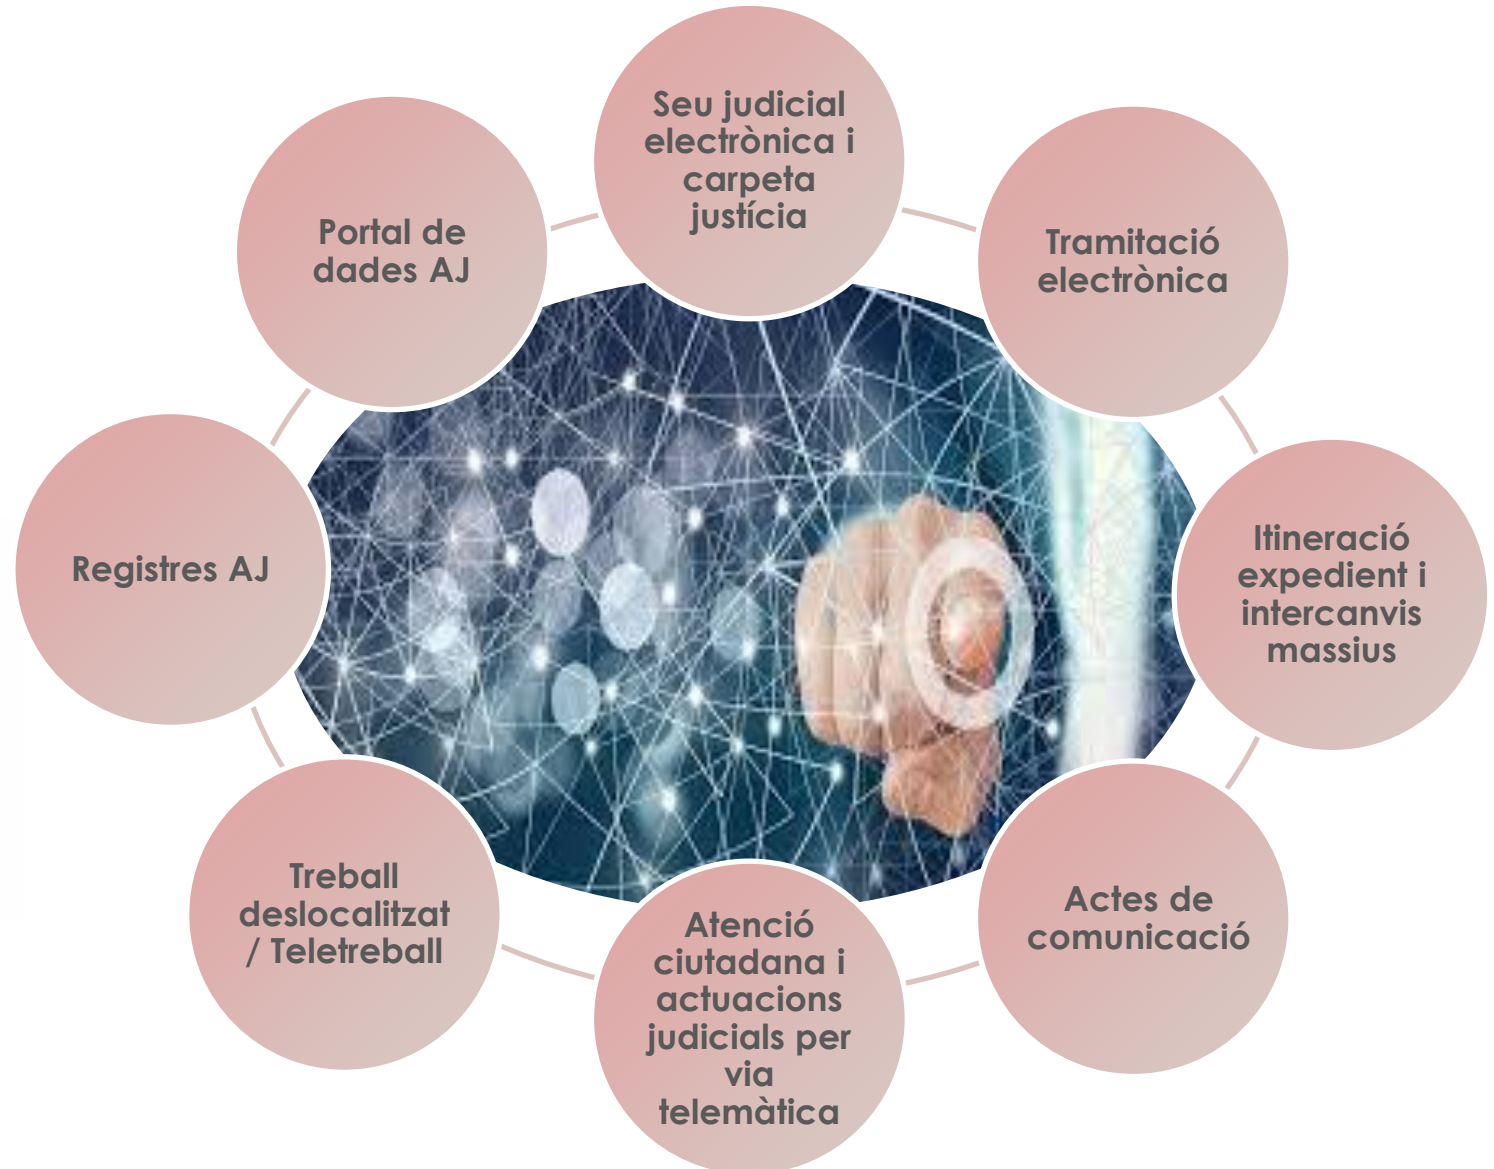 Seu judicial
electrònica i
carpeta
justícia
Tramitació
electrònica
Itineració
expedient i
intercanvis
massius
Actes de
comunicació
Atenció
ciutadana i
actuacions
judicials per
via
telemàtica
Treball
deslocalitzat
/ Teletreball
Registres AJ
Portal de
dades AJ